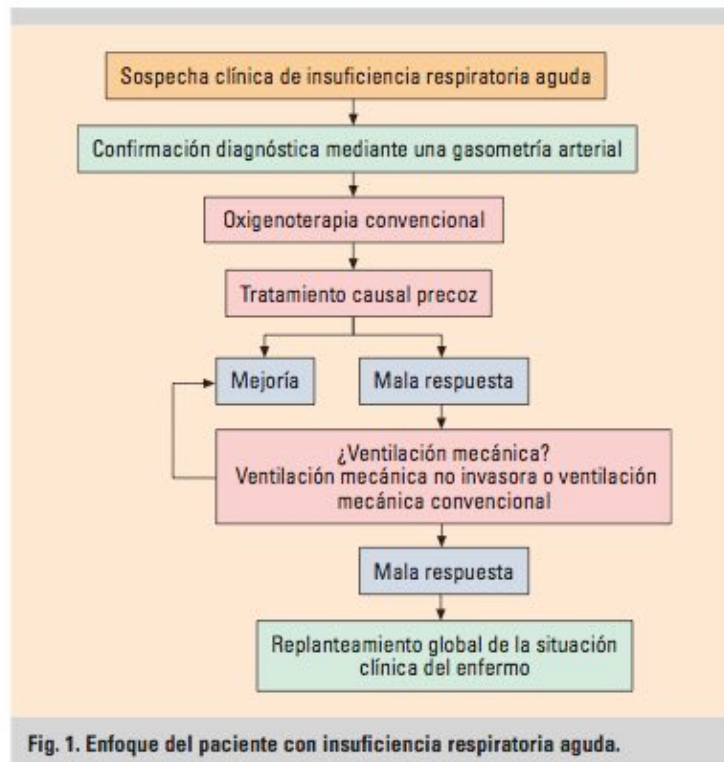 Sospecha clínica de insuficiencia respiratoria aguda
Confirmación diagnóstica mediante una gasometría arterial
Oxigenoterapia convencional
Tratamiento causal precoz
Mejoría
Mala respuesta
¿Ventilación mecánica?
Ventilación mecánica no invasora o ventilación
mecánica convencional
Mala respuesta
Replanteamiento global de la situación
clínica del enfermo
Fig. 1. Enfoque del paciente con insuficiencia respiratoria aguda.